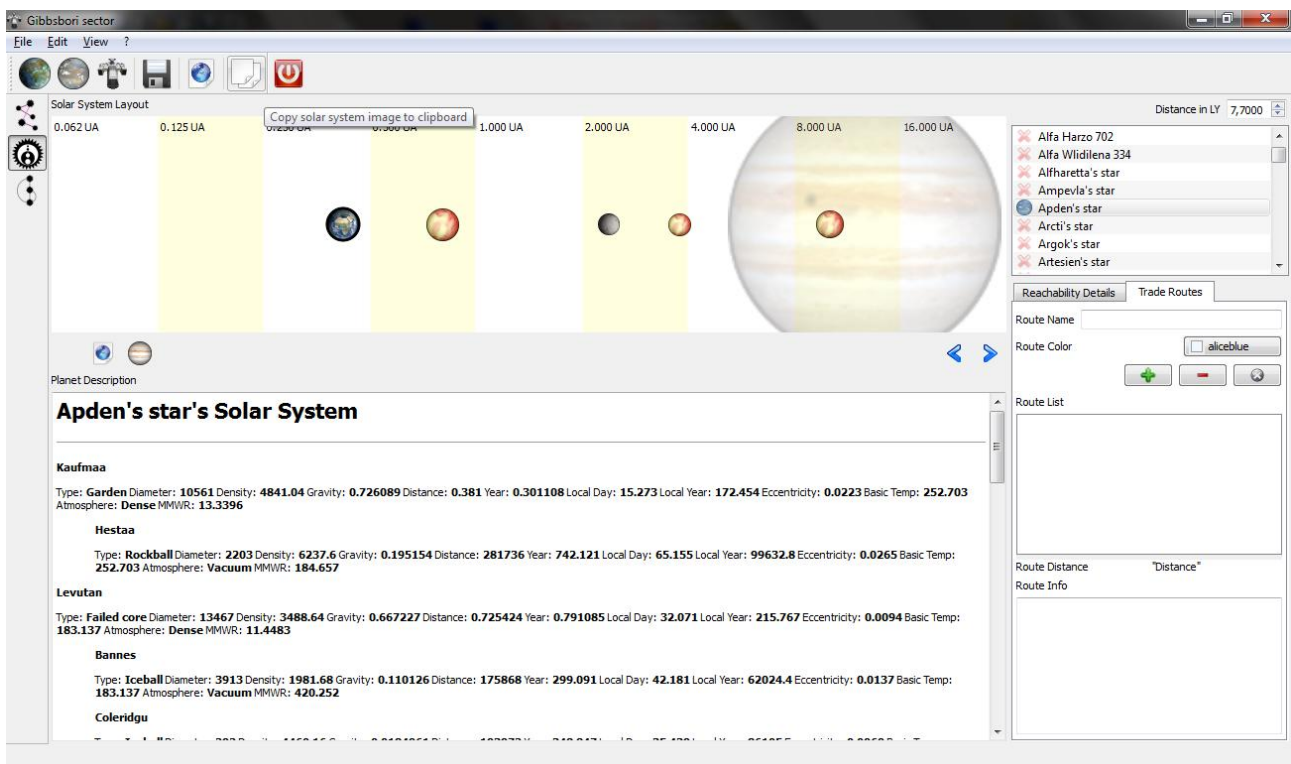 Gibbsbori sector
File Edit View ?
Solar System Layout
Distance in LY 7,7000
Copy solar system image to clipboard
0.062 UA 0.125 UA 1.000 UA 2.000 UA 4.000 UA 8.000 UA 16.000 UA
Alfa Harzo 702
Alfa Wlidilena 334
Alfharetta's star
Ampevla's star
Apden's star
Arcti's star
Argok's star
Artesien's star
Reachability Details Trade Routes
Route Name
Route Color aliceblue
Route List
Route Distance "Distance"
Route Info
Planet Description
Apden's star's Solar System
Kaufmaa
Type: Garden Diameter: 10561 Density: 4841.04 Gravity: 0.726089 Distance: 0.381 Year: 0.301108 Local Day: 15.273 Local Year: 172.454 Eccentricity: 0.0223 Basic Temp: 252.703
Atmosphere: Dense MMWR: 13.3396
Hestaa
Type: Rockball Diameter: 2203 Density: 6237.6 Gravity: 0.195154 Distance: 281736 Year: 742.121 Local Day: 65.155 Local Year: 99632.8 Eccentricity: 0.0265 Basic Temp:
252.703 Atmosphere: Vacuum MMWR: 184.657
Levutan
Type: Failed core Diameter: 13467 Density: 3488.64 Gravity: 0.667227 Distance: 0.725424 Year: 0.791085 Local Day: 32.071 Local Year: 215.767 Eccentricity: 0.0094 Basic Temp:
183.137 Atmosphere: Dense MMWR: 11.4483
Bannes
Type: Iceball Diameter: 3913 Density: 1981.68 Gravity: 0.110126 Distance: 175868 Year: 299.091 Local Day: 42.181 Local Year: 62024.4 Eccentricity: 0.0137 Basic Temp:
183.137 Atmosphere: Vacuum MMWR: 420.252
Coleridgu